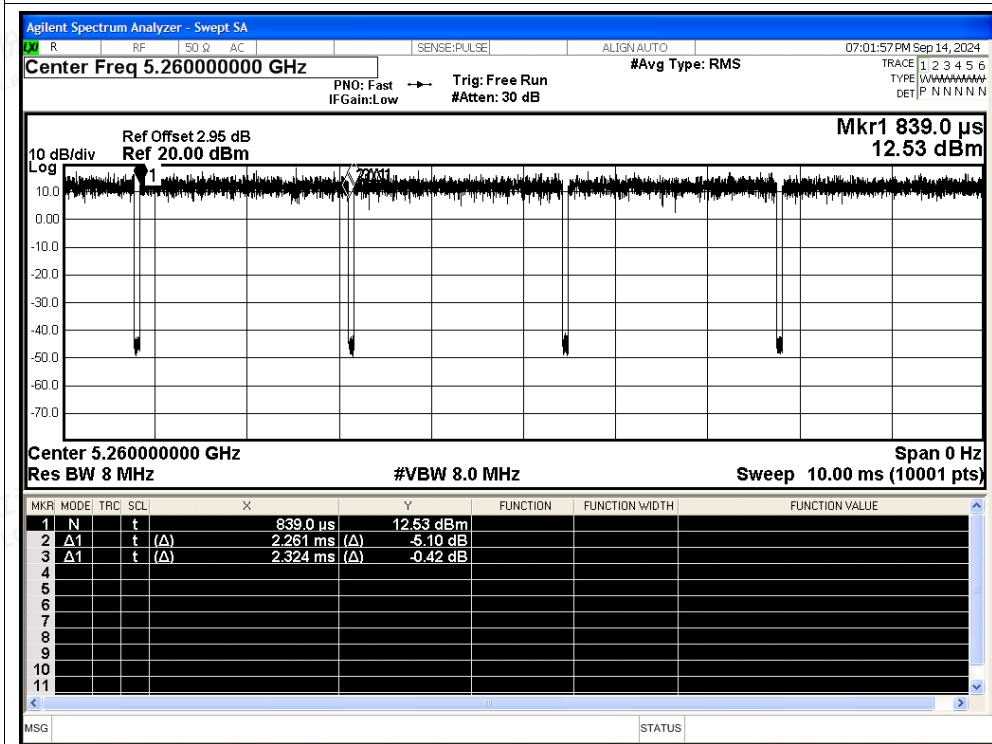 Agilent Spectrum Analyzer - Swept SA
LXI R RF 50 Ω AC SENSE:PULSE ALIGN AUTO 07:01:57 PM Sep 14, 2024
Center Freq 5.260000000 GHz #Avg Type: RMS TRACE 1 2 3 4 5 6
PNO: Fast Trig: Free Run TYPE
IFGain:Low #Atten: 30 dB DET P N N N N N
Mkr1 839.0 µs
Ref Offset 2.95 dB
10 dB/div Ref 20.00 dBm 12.53 dBm
Log
1
10.0
0.00
-10.0
-20.0
-30.0
-40.0
-50.0
-60.0
-70.0
Center 5.260000000 GHz Span 0 Hz
Res BW 8 MHz #VBW 8.0 MHz Sweep 10.00 ms (10001 pts)
MKR MODE TRC SCL X Y FUNCTION FUNCTION WIDTH FUNCTION VALUE
1 N t 839.0 µs 12.53 dBm
2 Δ1 t (Δ) 2.261 ms (Δ) -5.10 dB
3 Δ1 t (Δ) 2.324 ms (Δ) -0.42 dB
4
5
6
7
8
9
10
11
MSG STATUS